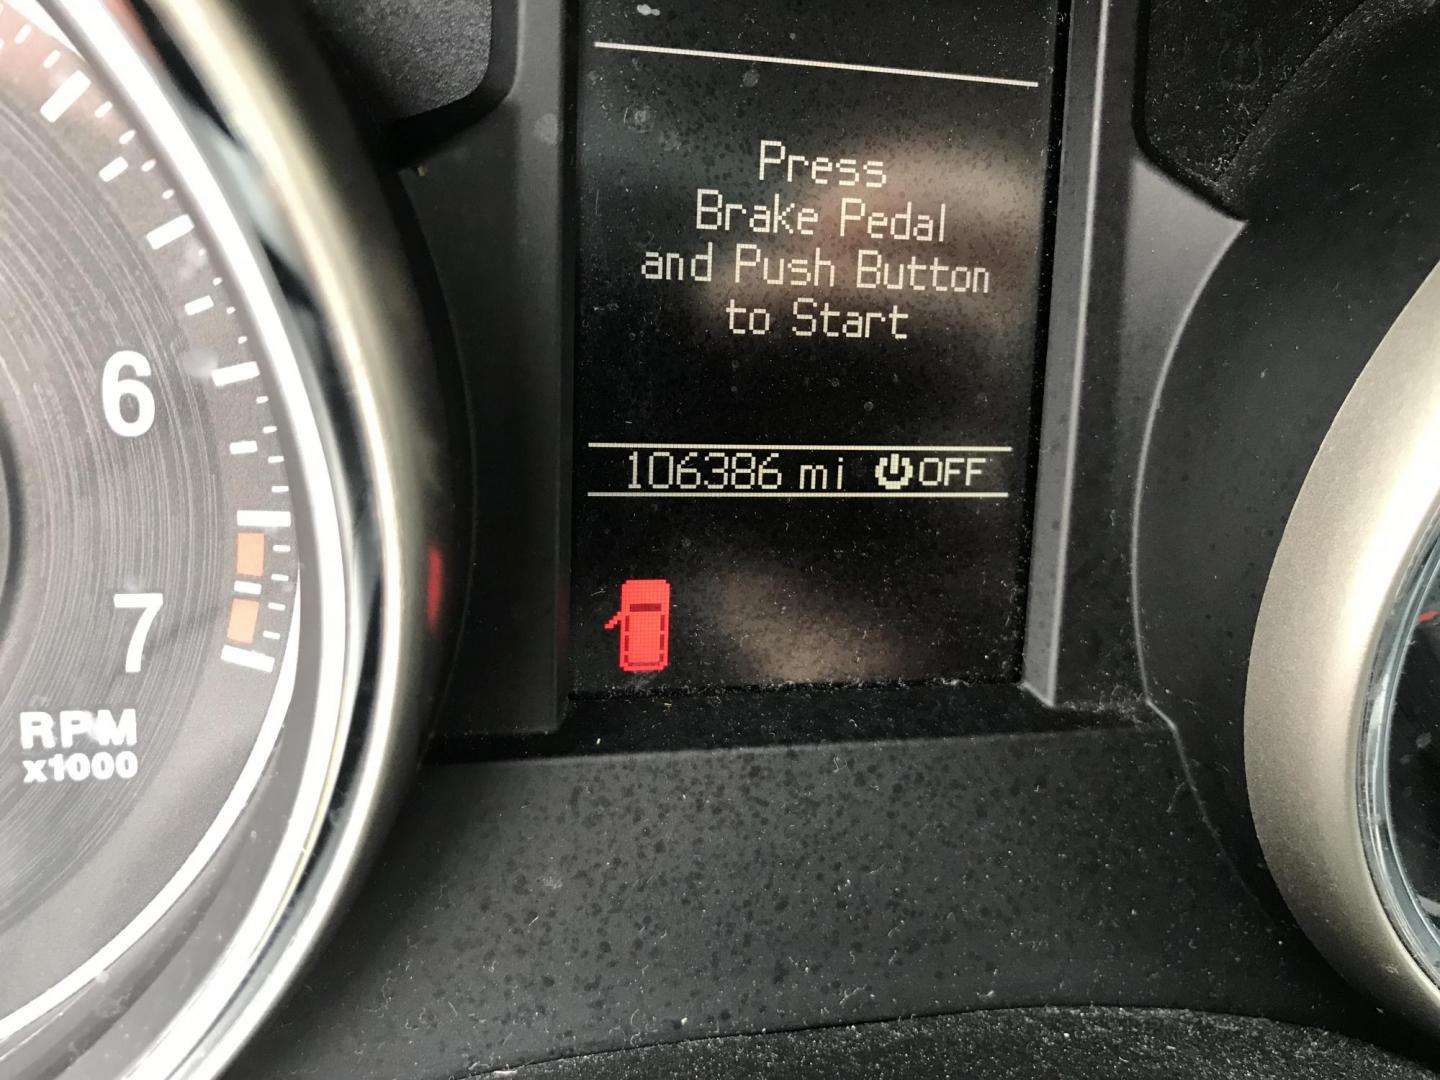 Press
Brake Pedal
and Push Button
to Start
106386 mi OFF
6
7
RPM
x1000